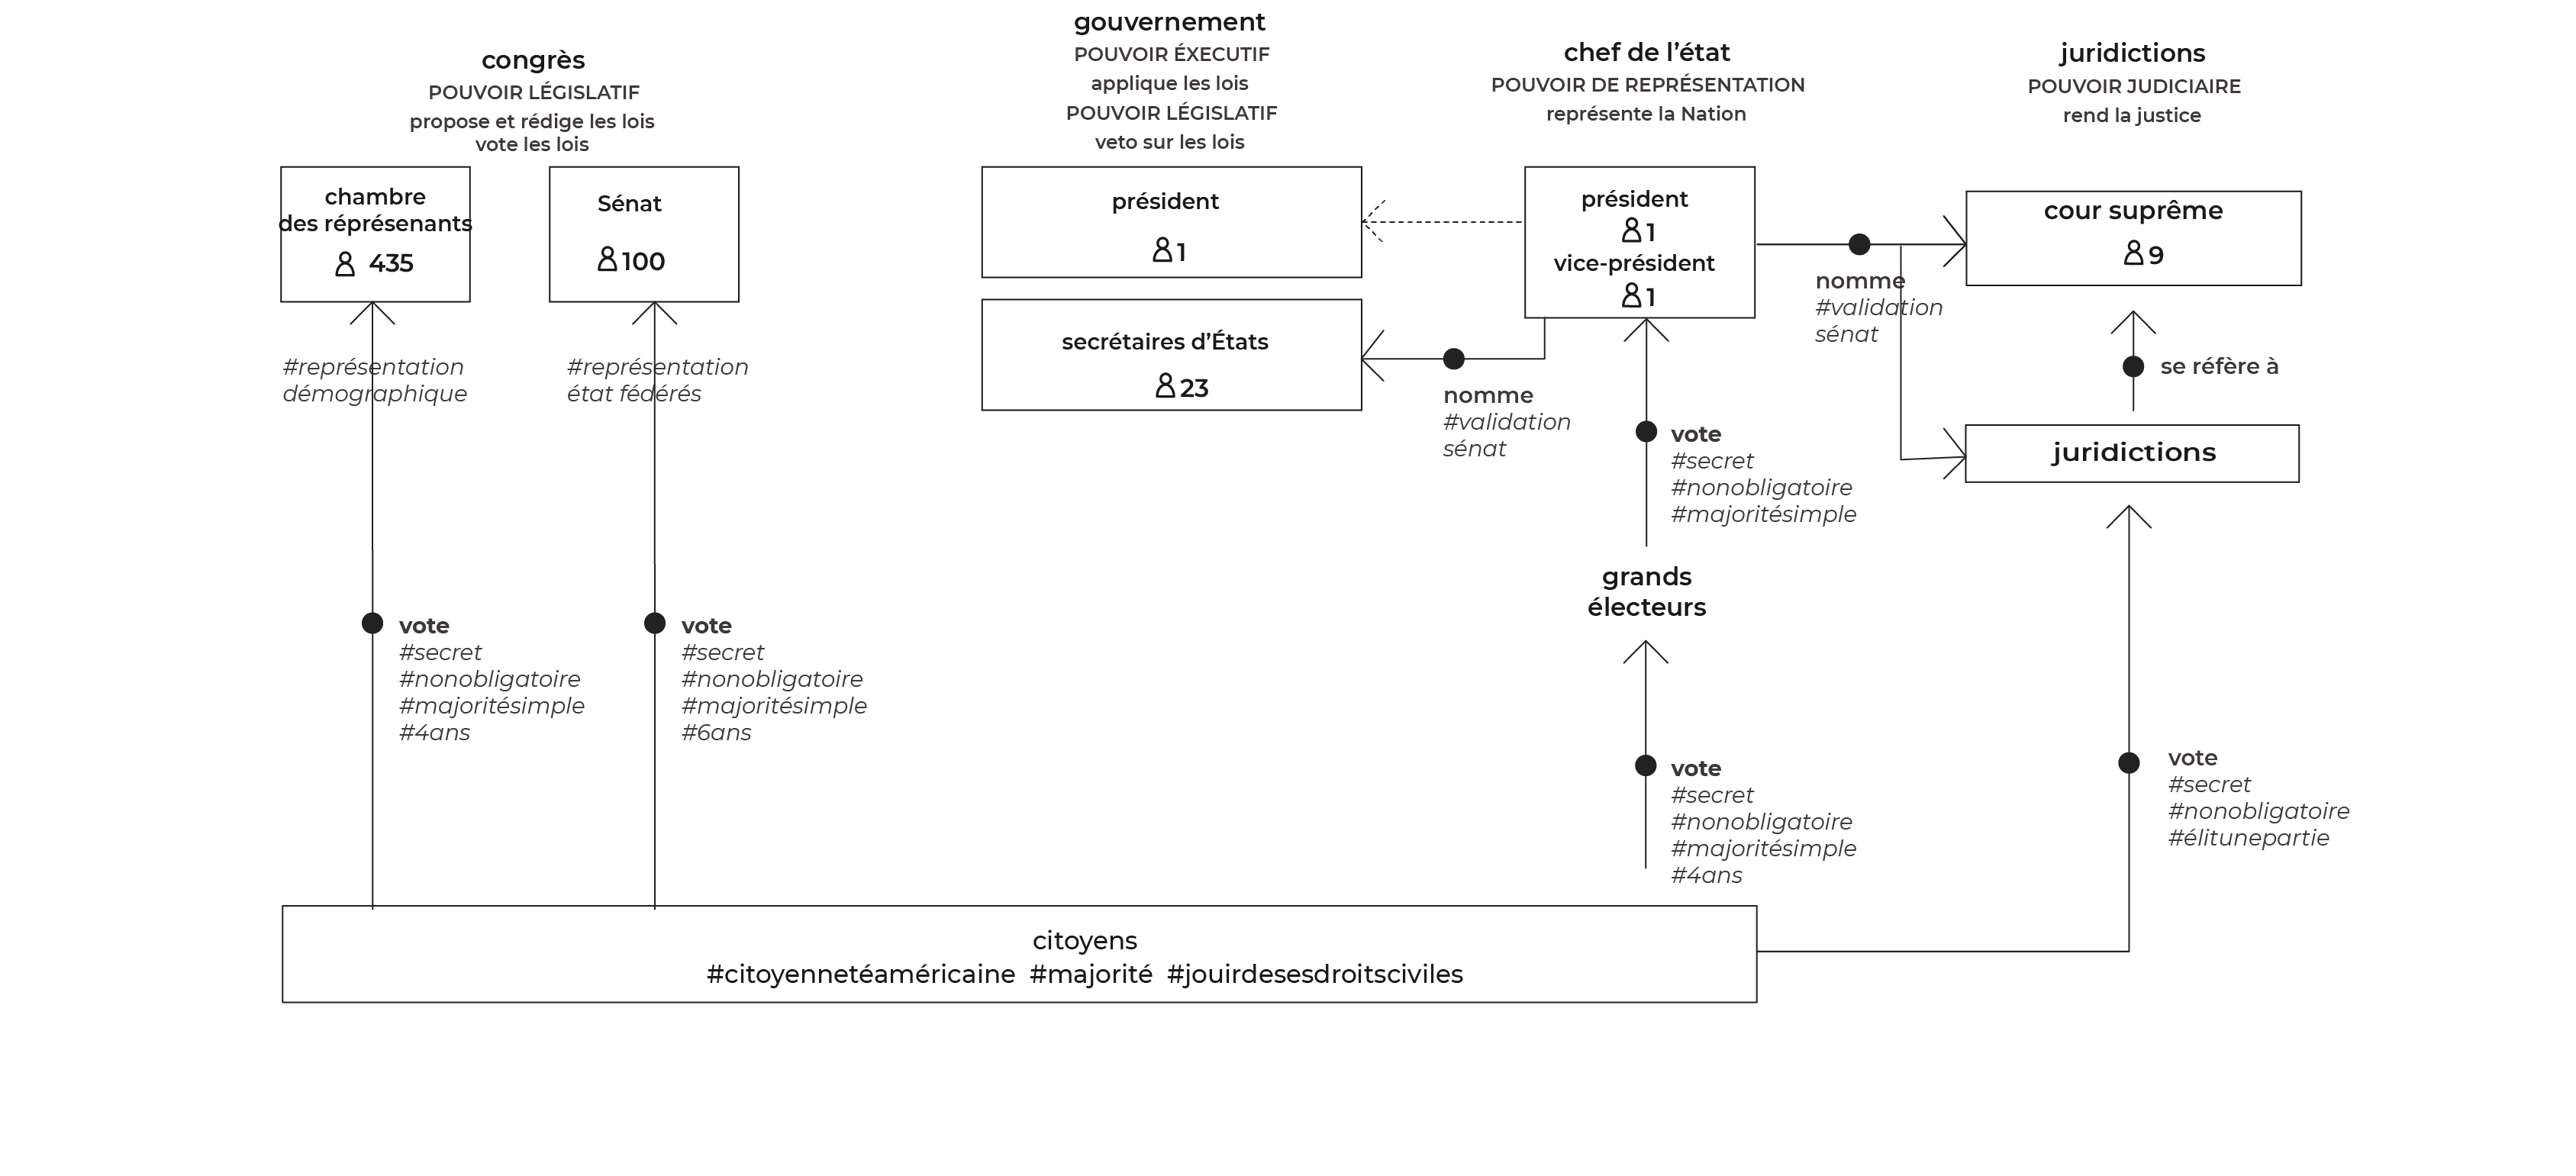 congrès
POUVOIR LÉGISLATIF
propose et rédige les lois
vote les lois
chambre
des réprésenants
435
Sénat
100
#représentation
démographique
#représentation
état fédérés
vote
#secret
#nonobligatoire
#majoritésimple
#4ans
vote
#secret
#nonobligatoire
#majoritésimple
#6ans
gouvernement
POUVOIR ÉXECUTIF
applique les lois
POUVOIR LÉGISLATIF
veto sur les lois
président
1
secrétaires d’États
23
nomme
#validation
sénat
chef de l’état
POUVOIR DE REPRÉSENTATION
représente la Nation
président
1
vice-président
1
vote
#secret
#nonobligatoire
#majoritésimple
grands
électeurs
vote
#secret
#nonobligatoire
#majoritésimple
#4ans
nomme
#validation
sénat
juridictions
POUVOIR JUDICIAIRE
rend la justice
cour suprême
9
se réfère à
juridictions
vote
#secret
#nonobligatoire
#élitunepartie
citoyens
#citoyennetéaméricaine #majorité #jouirdesesdroitsciviles